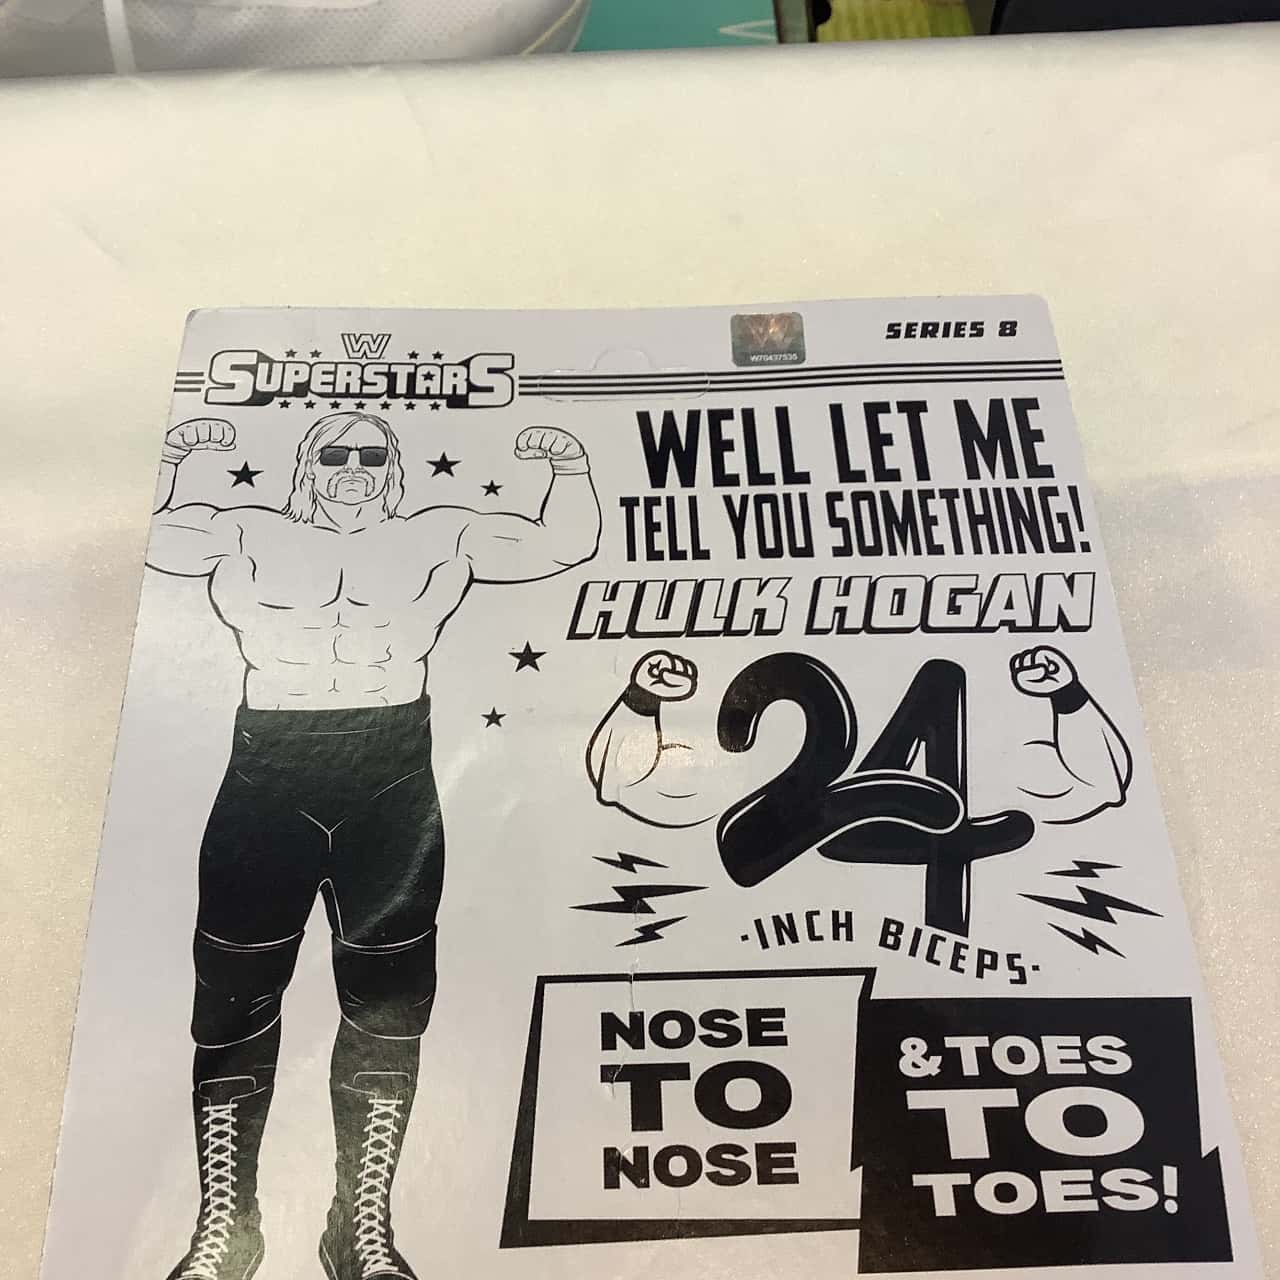 W
SUPERSTARS
W
W70437535
SERIES 8
WELL LET ME
TELL YOU SOMETHING!
HULK HOGAN
24
·INCH BICEPS·
NOSE
TO
NOSE
& TOES
TO
TOES!